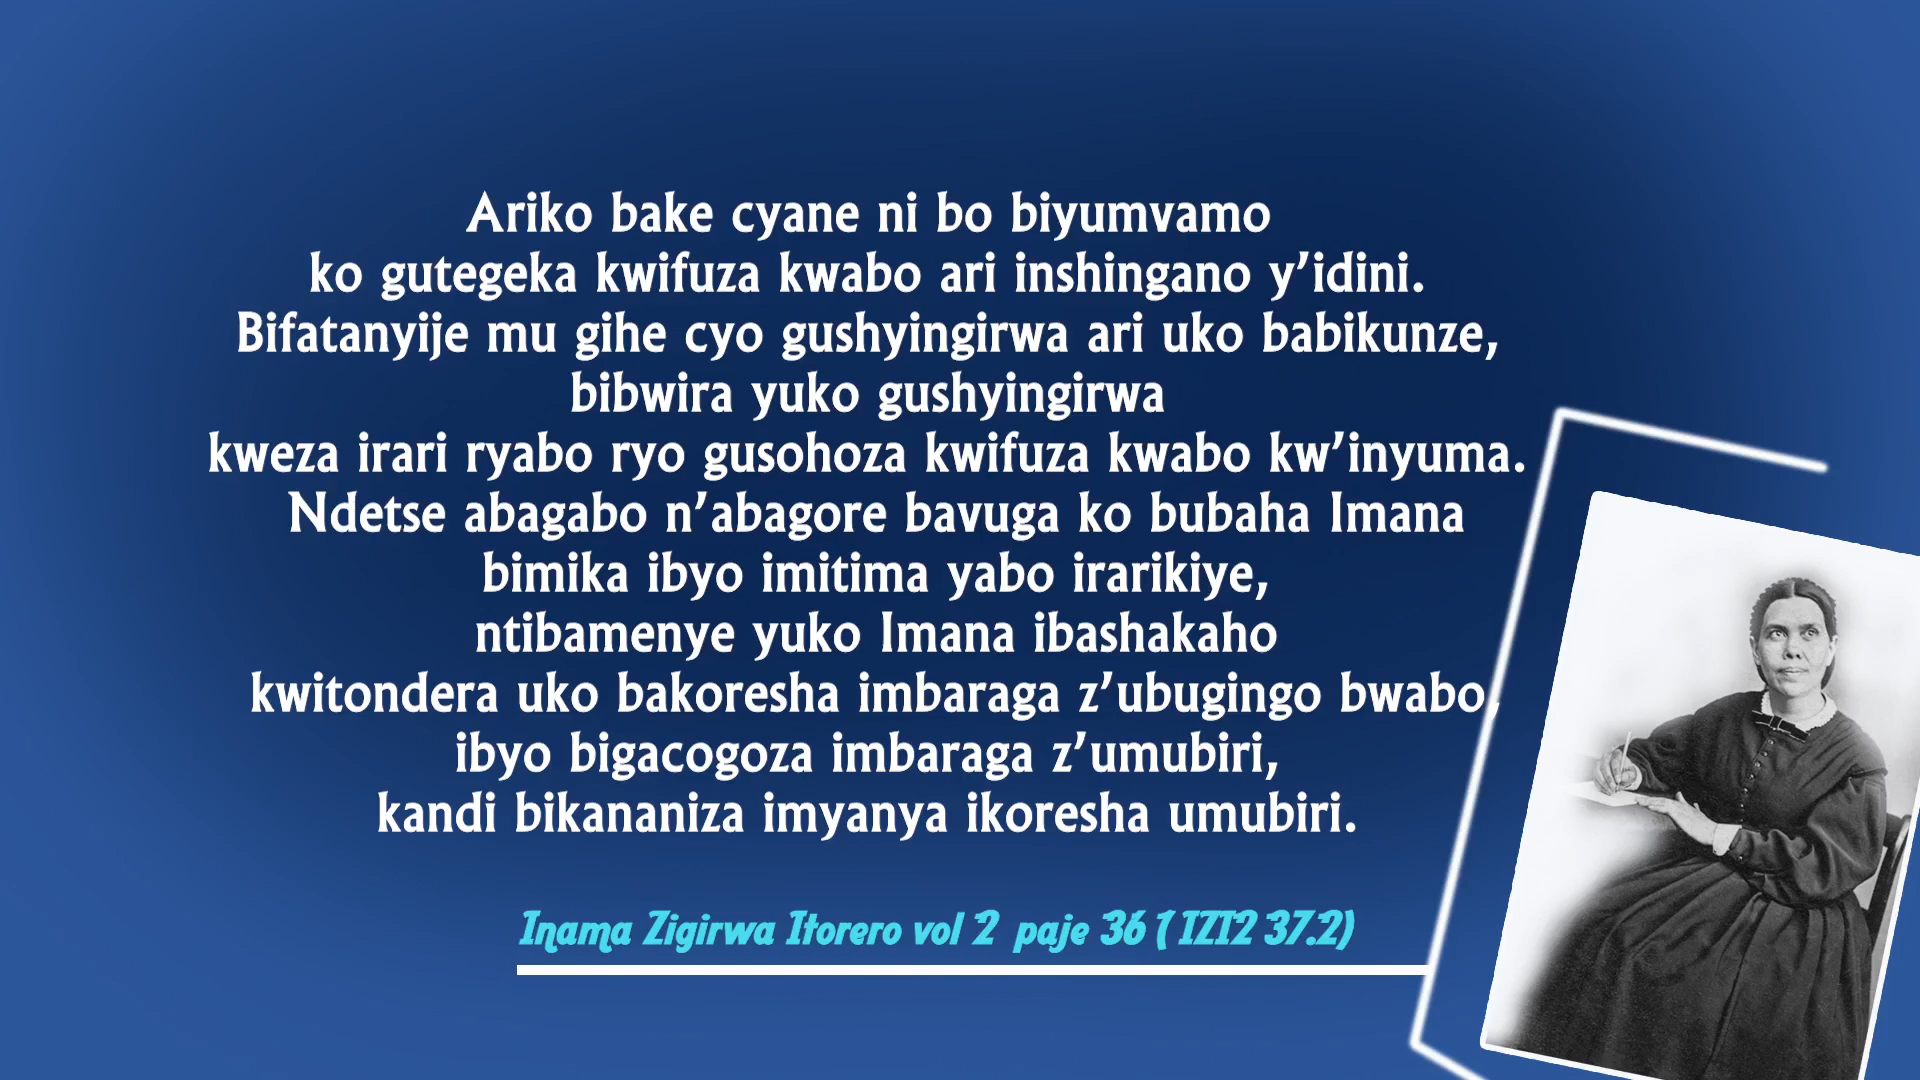 Ariko bake cyane ni bo biyumvamo
ko gutegeka kwifuza kwabo ari inshingano y’idini.
Bifatanyije mu gihe cyo gushyingirwa ari uko babikunze,
bibwira yuko gushyingirwa
kweza irari ryabo ryo gusohoza kwifuza kwabo kw’inyuma.
Ndetse abagabo n’abagore bavuga ko bubaha Imana
bimika ibyo imitima yabo irarikiye,
ntibamenye yuko Imana ibashakaho
kwitondera uko bakoresha imbaraga z’ubugingo bwabo,
ibyo bigacogoza imbaraga z’umubiri,
kandi bikananiza imyanya ikoresha umubiri.
Inama Zigirwa Itorero vol 2 paje 36 ( IZI2 37.2)